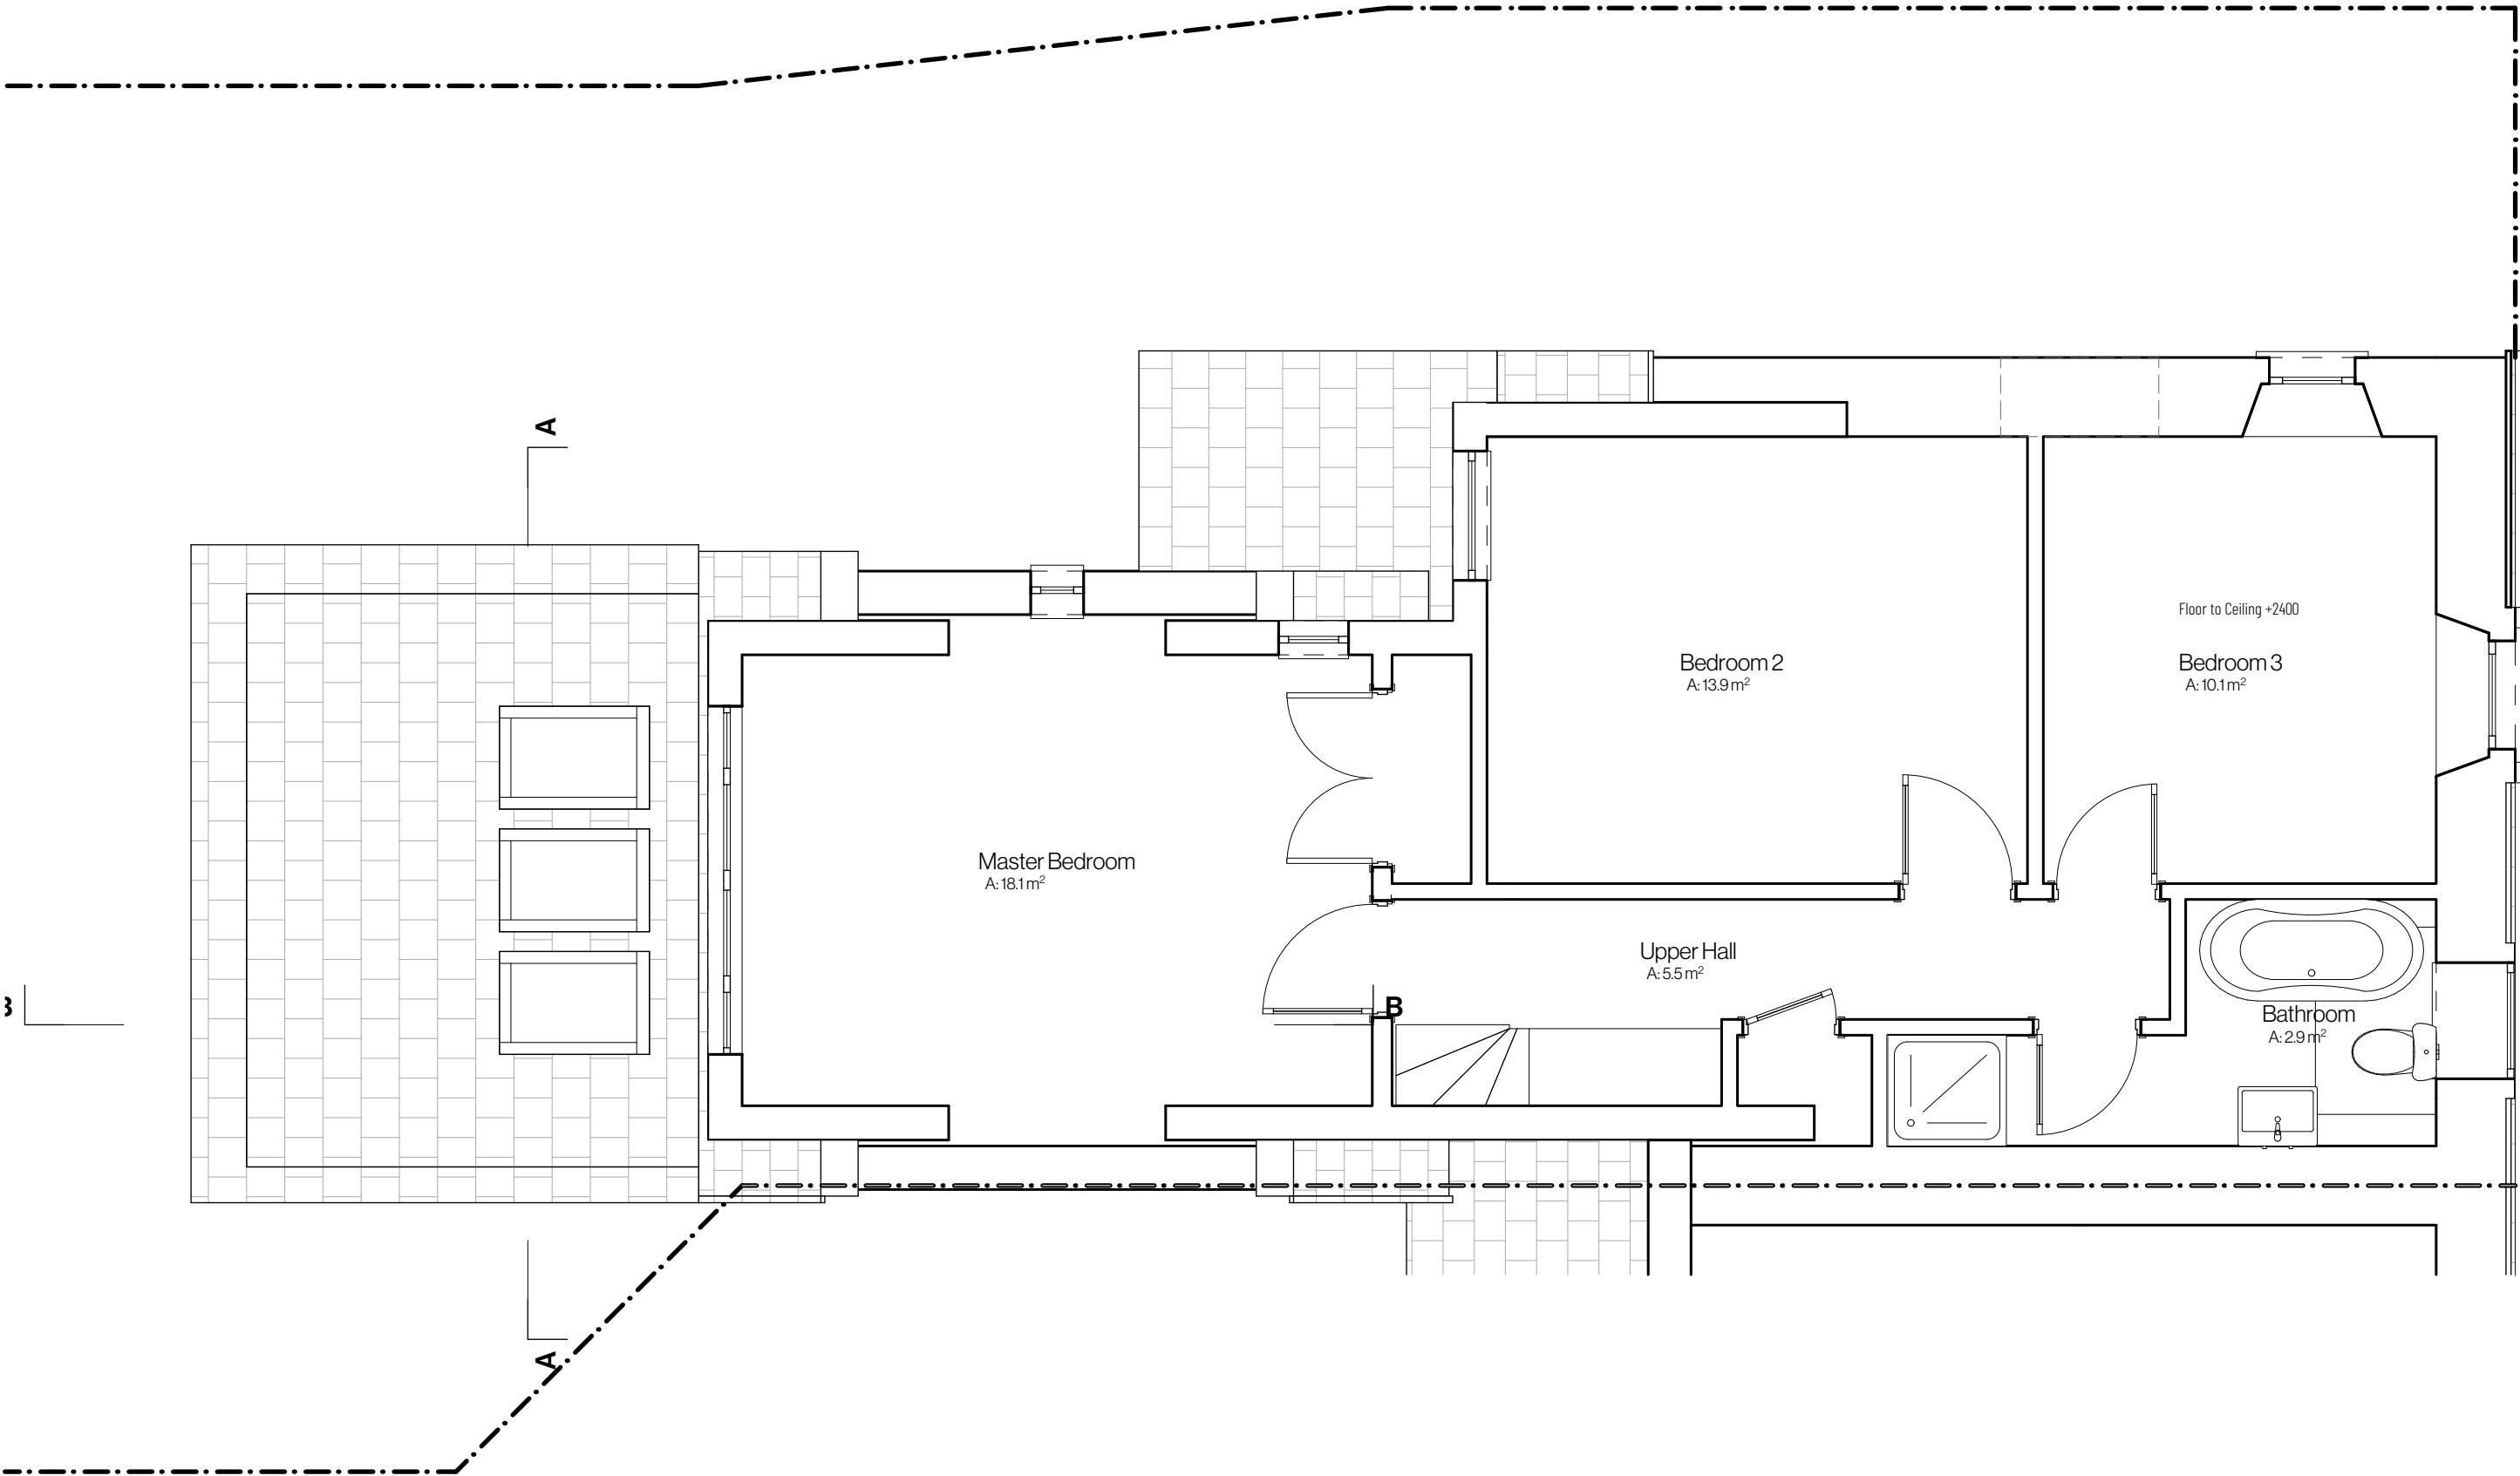 A
Floor to Ceiling +2400
Bedroom 2
A: 13.9 m²
Bedroom 3
A: 10.1 m²
Master Bedroom
A: 18.1 m²
Upper Hall
A: 5.5 m²
B
B
Bathroom
A: 2.9 m²
A